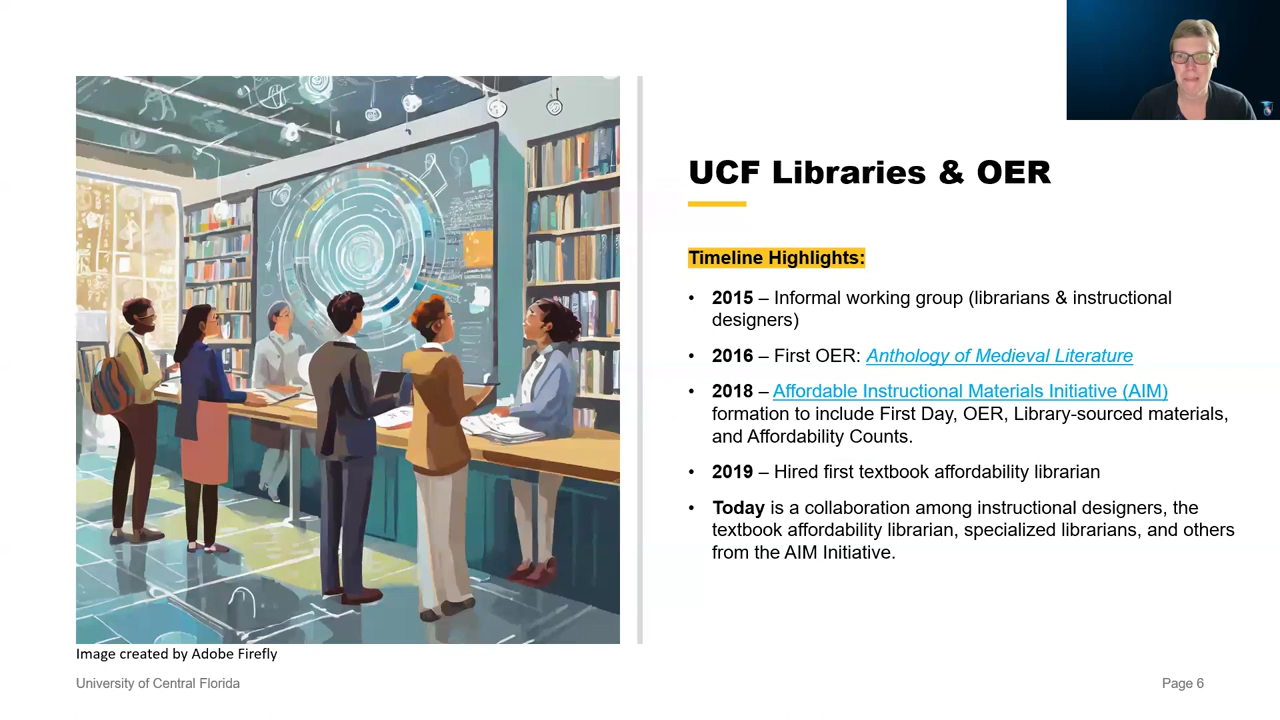 UCF Libraries & OER
Timeline Highlights:
• 2015 – Informal working group (librarians & instructional
designers)
• 2016 – First OER: Anthology of Medieval Literature
• 2018 – Affordable Instructional Materials Initiative (AIM)
formation to include First Day, OER, Library-sourced materials,
and Affordability Counts.
• 2019 – Hired first textbook affordability librarian
• Today is a collaboration among instructional designers, the
textbook affordability librarian, specialized librarians, and others
from the AIM Initiative.
Image created by Adobe Firefly
University of Central Florida
Page 6